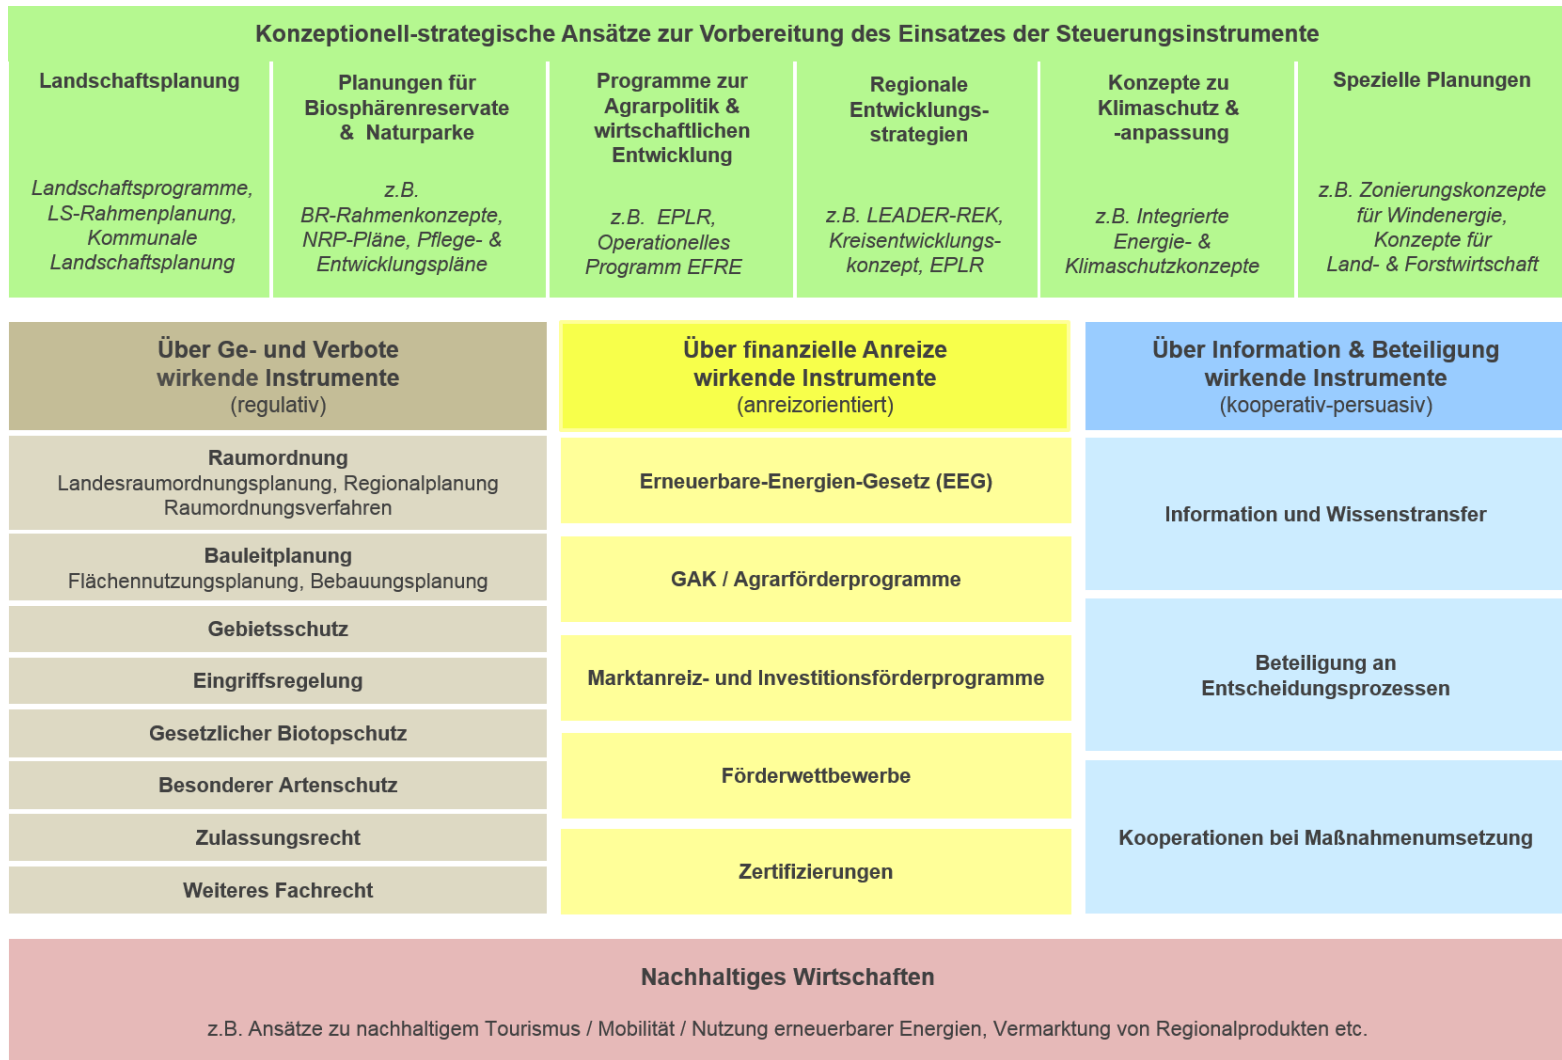 Konzeptionell-strategische Ansätze zur Vorbereitung des Einsatzes der Steuerungsinstrumente
Landschaftsplanung
Landschaftsprogramme,
LS-Rahmenplanung,
Kommunale
Landschaftsplanung
Planungen für
Biosphärenreservate
& Naturparke
z.B.
BR-Rahmenkonzepte,
NRP-Pläne, Pflege- &
Entwicklungspläne
Programme zur
Agrarpolitik &
wirtschaftlichen
Entwicklung
z.B. EPLR,
Operationelles
Programm EFRE
Regionale
Entwicklungs-
strategien
z.B. LEADER-REK,
Kreisentwicklungs-
konzept, EPLR
Konzepte zu
Klimaschutz &
-anpassung
z.B. Integrierte
Energie- &
Klimaschutzkonzepte
Spezielle Planungen
z.B. Zonierungskonzepte
für Windenergie,
Konzepte für
Land- & Forstwirtschaft
Über Ge- und Verbote
wirkende Instrumente
(regulativ)
Raumordnung
Landesraumordnungsplanung, Regionalplanung
Raumordnungsverfahren
Bauleitplanung
Flächennutzungsplanung, Bebauungsplanung
Gebietsschutz
Eingriffsregelung
Gesetzlicher Biotopschutz
Besonderer Artenschutz
Zulassungsrecht
Weiteres Fachrecht
Über finanzielle Anreize
wirkende Instrumente
(anreizorientiert)
Erneuerbare-Energien-Gesetz (EEG)
GAK / Agrarförderprogramme
Marktanreiz- und Investitionsförderprogramme
Förderwettbewerbe
Zertifizierungen
Über Information & Beteiligung
wirkende Instrumente
(kooperativ-persuasiv)
Information und Wissenstransfer
Beteiligung an
Entscheidungsprozessen
Kooperationen bei Maßnahmenumsetzung
Nachhaltiges Wirtschaften
z.B. Ansätze zu nachhaltigem Tourismus / Mobilität / Nutzung erneuerbarer Energien, Vermarktung von Regionalprodukten etc.